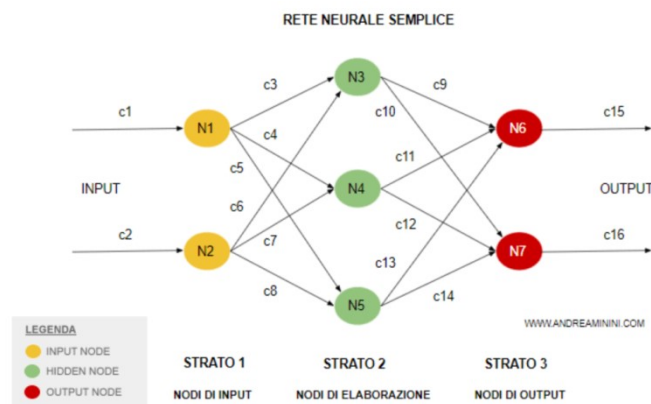 RETE NEURALE SEMPLICE
c1
c2
INPUT
N1
N2
c3
c4
c5
c6
c7
c8
N3
N4
N5
c9
c10
c11
c12
c13
c14
N6
N7
c15
OUTPUT
c16
WWW.ANDREAMININI.COM
LEGENDA
INPUT NODE
HIDDEN NODE
OUTPUT NODE
STRATO 1
NODI DI INPUT
STRATO 2
NODI DI ELABORAZIONE
STRATO 3
NODI DI OUTPUT